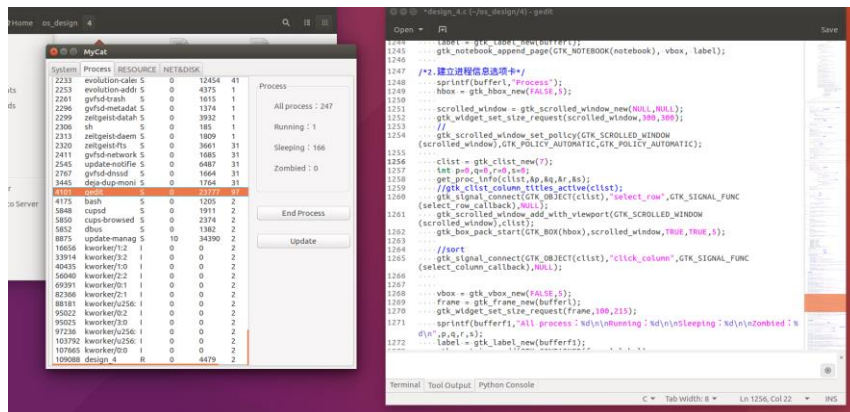 Home os_design 4
MyCat
System Process RESOURCE NET&DISK
2233 evolution-caler S 0 12454 41
2253 evolution-addr S 0 4375 1
2261 gvfsd-trash S 0 1615 1
2296 gvfsd-metadat S 0 1374 1
2299 zeitgeist-datah S 0 3932 1
2306 sh S 0 185 1
2313 zeitgeist-daem S 0 1809 1
2320 zeitgeist-fts S 0 3661 31
2411 gvfsd-network S 0 1685 31
2545 update-notifie S 0 6487 31
2767 gvfsd-dnssd S 0 1664 31
3445 deja-dup-moni S 0 1764 31
4101 gedit S 0 23777 97
4175 bash S 0 1205 2
5848 cupsd S 0 1911 2
5850 cups-browsed S 0 2374 2
5852 dbus S 0 1382 2
8875 update-manag S 10 34390 2
16656 kworker/1:2 I 0 0 2
33914 kworker/3:2 I 0 0 2
40435 kworker/1:0 I 0 0 2
56040 kworker/2:2 I 0 0 2
69391 kworker/0:1 I 0 0 2
82366 kworker/2:1 I 0 0 2
88181 kworker/u256: I 0 0 2
95022 kworker/0:2 I 0 0 2
95025 kworker/3:0 I 0 0 2
97236 kworker/u256: I 0 0 2
103792 kworker/u256: I 0 0 2
107665 kworker/0:0 I 0 0 2
109088 design_4 R 0 4479 2
Process
All process：247
Running：1
Sleeping：166
Zombied：0
End Process
Update
ds
r
to Server
*design_4.c (~/os_design/4) - gedit
Open Save
1244 label = gtk_label_new(bufferl);
1245 gtk_notebook_append_page(GTK_NOTEBOOK(notebook), vbox, label);
1246
1247 /*2.建立进程信息选项卡*/
1248 sprintf(bufferl,"Process");
1249 hbox = gtk_hbox_new(FALSE,5);
1250
1251 scrolled_window = gtk_scrolled_window_new(NULL,NULL);
1252 gtk_widget_set_size_request(scrolled_window,300,300);
1253 //
1254 gtk_scrolled_window_set_policy(GTK_SCROLLED_WINDOW
(scrolled_window),GTK_POLICY_AUTOMATIC,GTK_POLICY_AUTOMATIC);
1255
1256 clist = gtk_clist_new(7);
1257 int p=0,q=0,r=0,s=0;
1258 get_proc_info(clist,&p,&q,&r,&s);
1259 //gtk_clist_column_titles_active(clist);
1260 gtk_signal_connect(GTK_OBJECT(clist),"select_row",GTK_SIGNAL_FUNC
(select_row_callback),NULL);
1261 gtk_scrolled_window_add_with_viewport(GTK_SCROLLED_WINDOW
(scrolled_window),clist);
1262 gtk_box_pack_start(GTK_BOX(hbox),scrolled_window,TRUE,TRUE,5);
1263
1264 //sort
1265 gtk_signal_connect(GTK_OBJECT(clist),"click_column",GTK_SIGNAL_FUNC
(select_column_callback),NULL);
1266
1267
1268 vbox = gtk_vbox_new(FALSE,5);
1269 frame = gtk_frame_new(bufferl);
1270 gtk_widget_set_size_request(frame,100,215);
1271 sprintf(bufferf1,"All process：%d\n\nRunning：%d\n\nSleeping：%d\n\nZombied：%
d\n",p,q,r,s);
1272 label = gtk_label_new(bufferf1);
Terminal Tool Output Python Console
C Tab Width: 8 Ln 1256, Col 22 INS